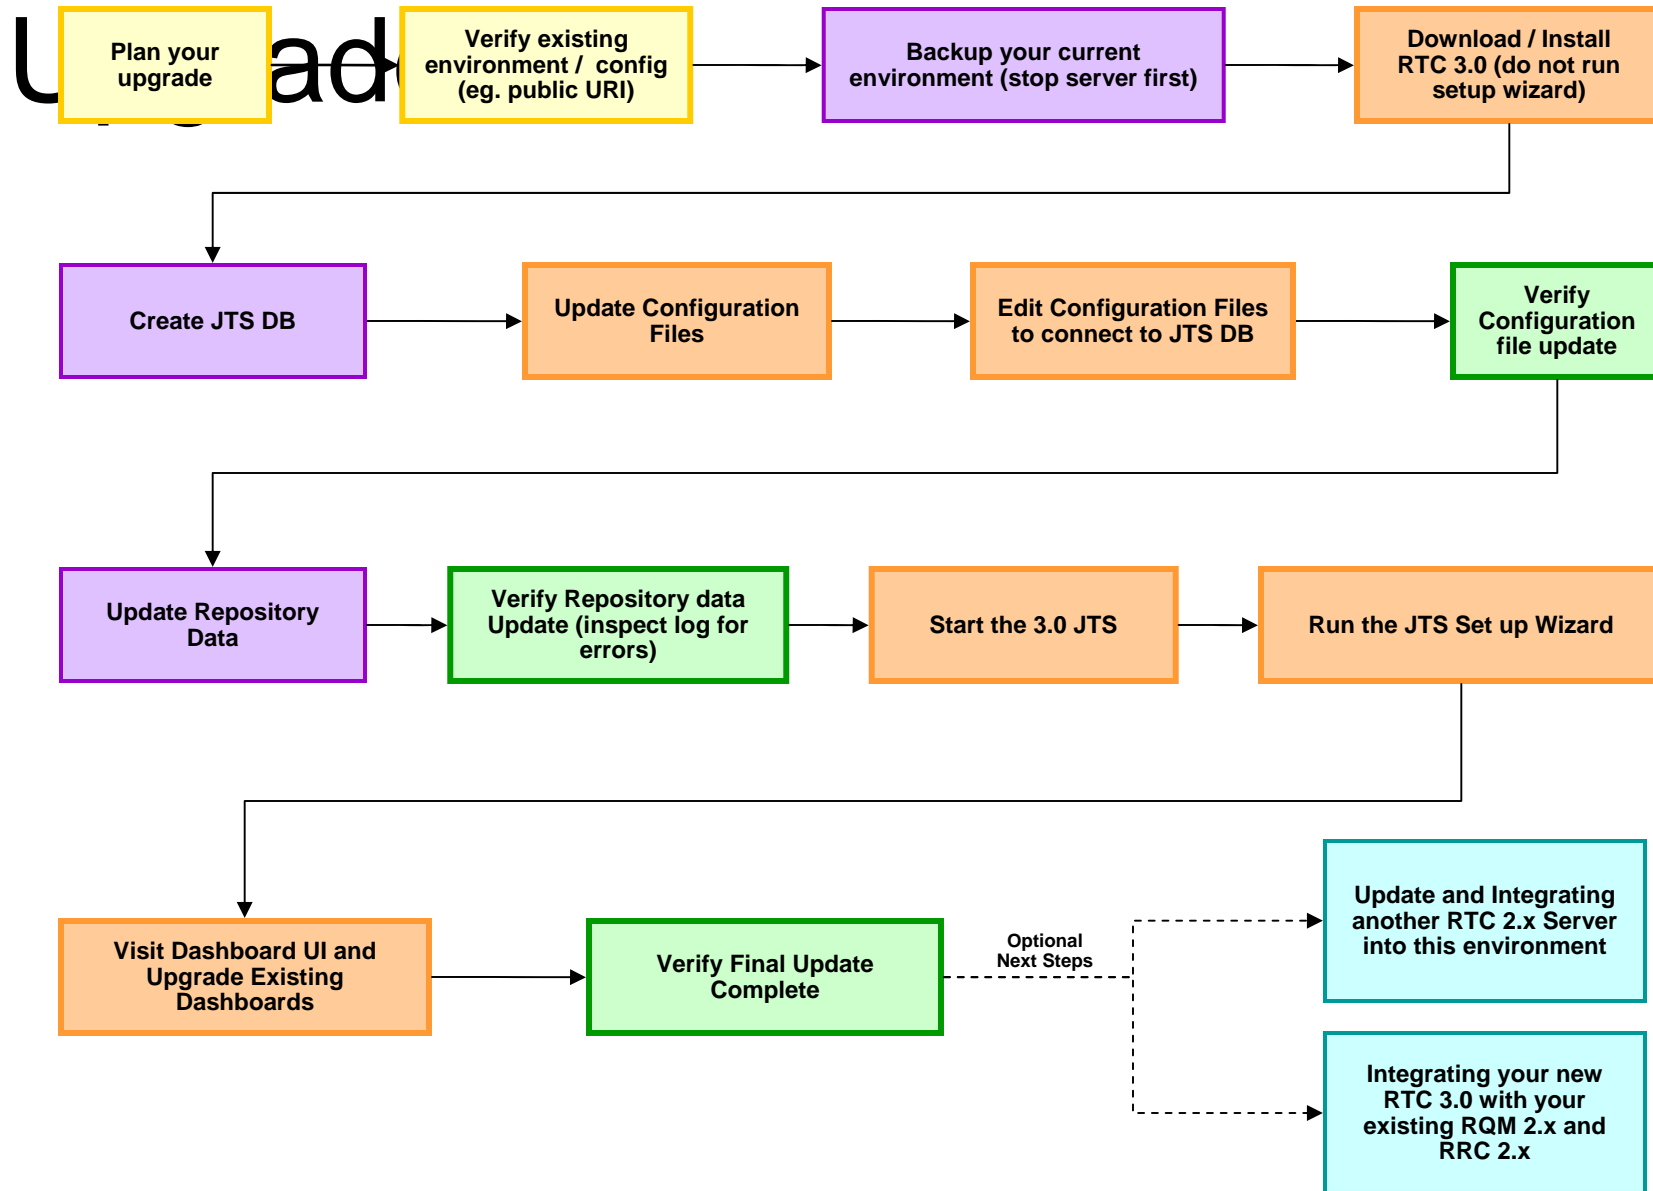 Plan your
upgrade
Verify existing
environment / config
(eg. public URI)
Backup your current
environment (stop server first)
Download / Install
RTC 3.0 (do not run
setup wizard)
Create JTS DB
Update Configuration
Files
Edit Configuration Files
to connect to JTS DB
Verify
Configuration
file update
Update Repository
Data
Verify Repository data
Update (inspect log for
errors)
Start the 3.0 JTS
Run the JTS Set up Wizard
Visit Dashboard UI and
Upgrade Existing
Dashboards
Verify Final Update
Complete
Optional
Next Steps
Update and Integrating
another RTC 2.x Server
into this environment
Integrating your new
RTC 3.0 with your
existing RQM 2.x and
RRC 2.x